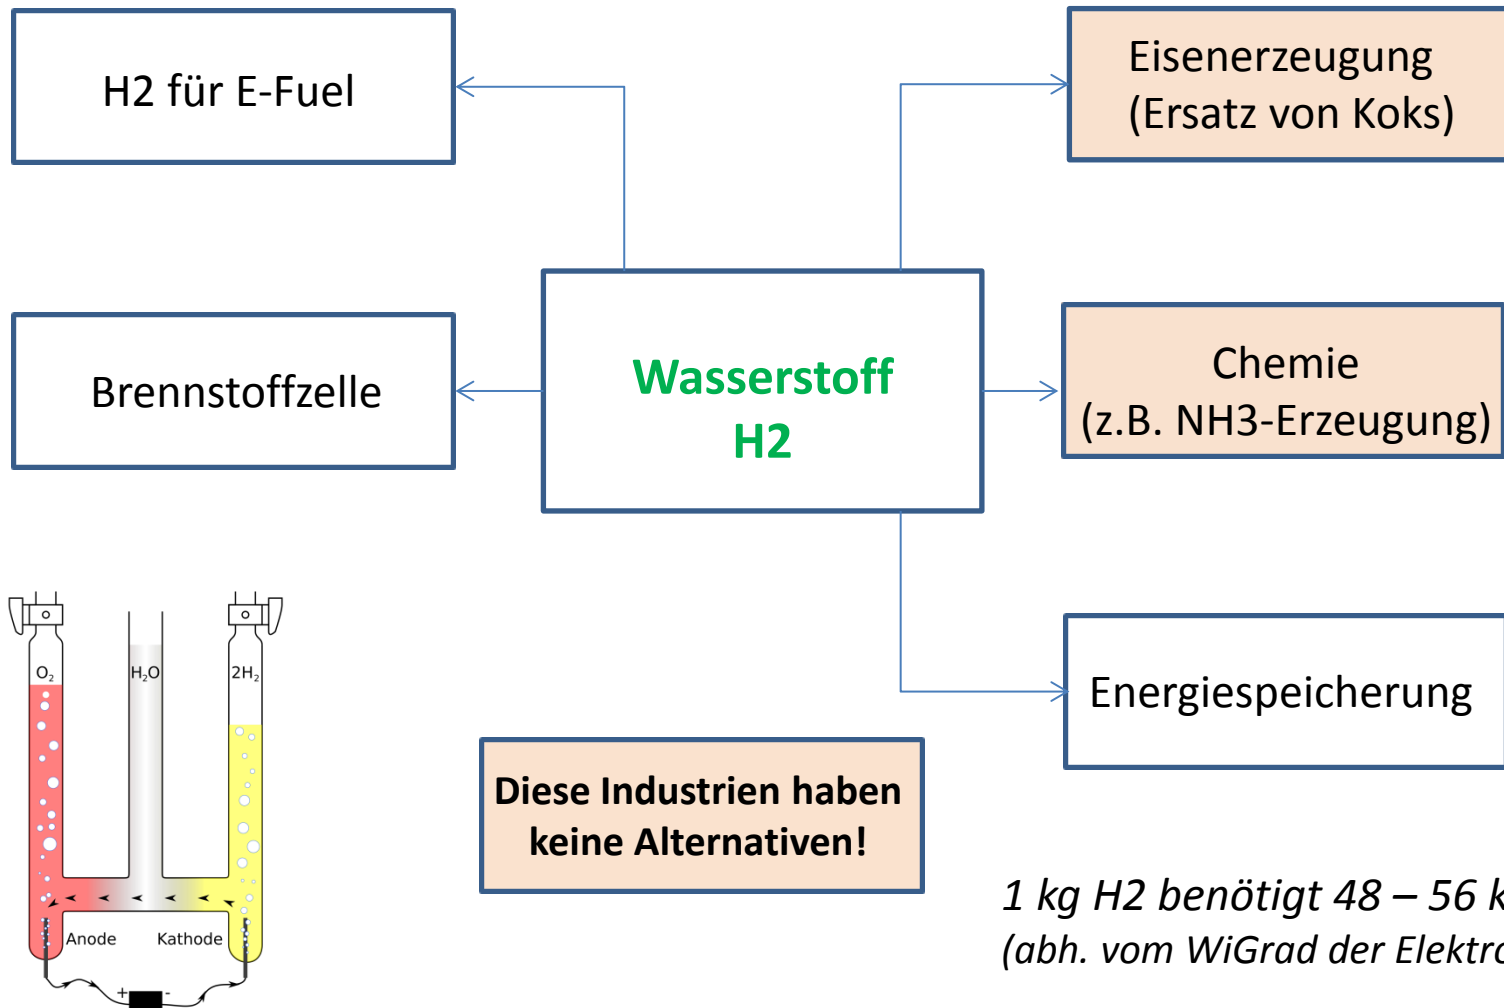 H2 für E-Fuel
Eisenerzeugung
(Ersatz von Koks)
Brennstoffzelle
Wasserstoff
H2
Chemie
(z.B. NH3-Erzeugung)
Energiespeicherung
O₂
H₂O
2H₂
Anode
Kathode
+
-
Diese Industrien haben
keine Alternativen!
1 kg H2 benötigt 48 – 56
(abh. vom WiGrad der